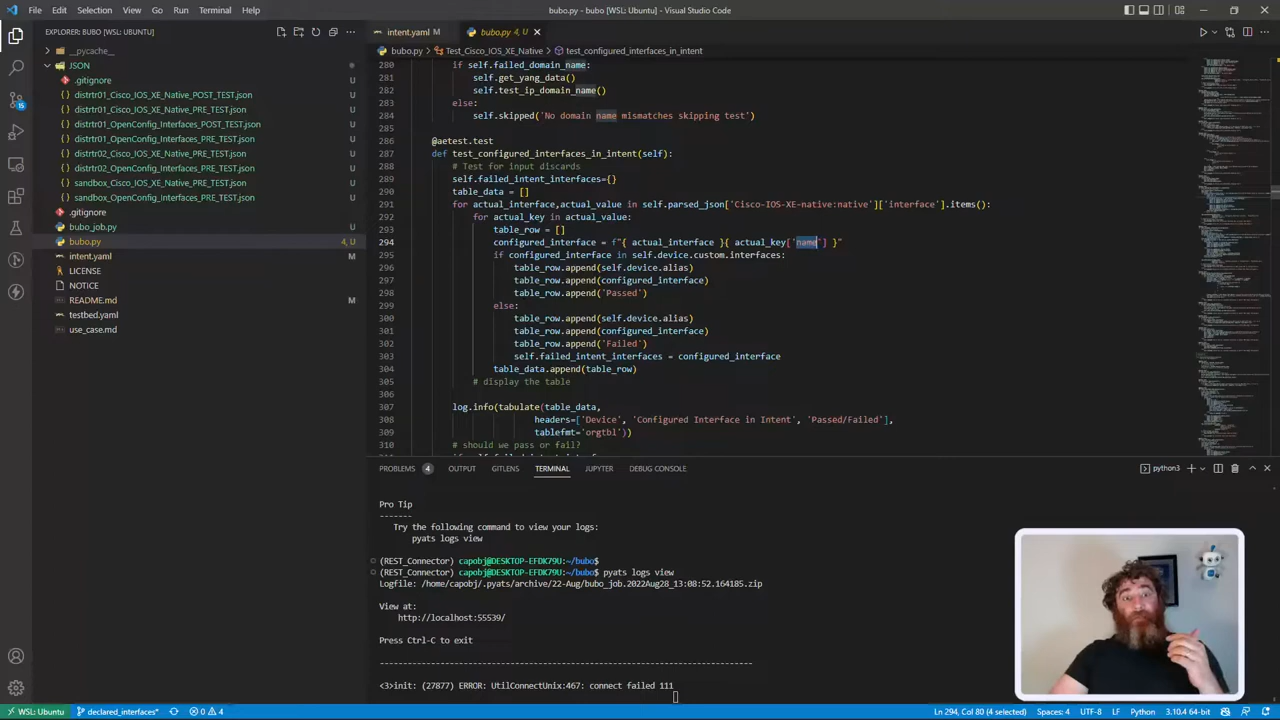 File Edit Selection View Go Run Terminal Help
bubo.py - bubo [WSL: Ubuntu] - Visual Studio Code
EXPLORER: BUBO [WSL: UBUNTU]
intent.yaml M
bubo.py 4, U
bubo.py > Test_Cisco_IOS_XE_Native > test_configured_interfaces_in_intent
__pycache__
JSON
.gitignore U
distrtr01_Cisco_IOS_XE_Native_POST_TEST.json U
distrtr01_Cisco_IOS_XE_Native_PRE_TEST.json U
distrtr01_OpenConfig_Interfaces_POST_TEST.json U
distrtr01_OpenConfig_Interfaces_PRE_TEST.json U
distrtr02_Cisco_IOS_XE_Native_PRE_TEST.json U
distrtr02_OpenConfig_Interfaces_PRE_TEST.json U
sandbox_Cisco_IOS_XE_Native_PRE_TEST.json U
sandbox_OpenConfig_Interfaces_PRE_TEST.json U
.gitignore
bubo_job.py U
bubo.py 4, U
intent.yaml M
LICENSE
NOTICE
README.md M
testbed.yaml
use_case.md
280 if self.failed_domain_name:
281 self.get_yang_data()
282 self.test_ip_domain_name()
283 else:
284 self.skipped('No domain name mismatches skipping test')
285
286 @aetest.test
287 def test_configured_interfaces_in_intent(self):
288 # Test for input discards
289 self.failed_intent_interfaces={}
290 table_data = []
291 for actual_interface,actual_value in self.parsed_json['Cisco-IOS-XE-native:native']['interface'].items():
292 for actual_key in actual_value:
293 table_row = []
294 configured_interface = f"{ actual_interface }{ actual_key['name'] }"
295 if configured_interface in self.device.custom.interfaces:
296 table_row.append(self.device.alias)
297 table_row.append(configured_interface)
298 table_row.append('Passed')
299 else:
300 table_row.append(self.device.alias)
301 table_row.append(configured_interface)
302 table_row.append('Failed')
303 self.failed_intent_interfaces = configured_interface
304 table_data.append(table_row)
305 # display the table
306
307 log.info(tabulate(table_data,
308 headers=['Device', 'Configured Interface in Intent', 'Passed/Failed'],
309 tablefmt='orgtbl'))
310 # should we pass or fail?
PROBLEMS 4 OUTPUT GITLENS TERMINAL JUPYTER DEBUG CONSOLE
python3
Pro Tip
-------
Try the following command to view your logs:
pyats logs view
(REST_Connector) capobj@DESKTOP-EFDK79U:~/bubo$
(REST_Connector) capobj@DESKTOP-EFDK79U:~/bubo$ pyats logs view
Logfile: /home/capobj/.pyats/archive/22-Aug/bubo_job.2022Aug28_13:08:52.164185.zip
View at:
http://localhost:55539/
Press Ctrl-C to exit
<3>init: (27877) ERROR: UtilConnectUnix:467: connect failed 111
15
WSL: Ubuntu declared_interfaces* 0 4
Ln 294, Col 80 (4 selected) Spaces: 4 UTF-8 LF Python 3.10.4 64-bit